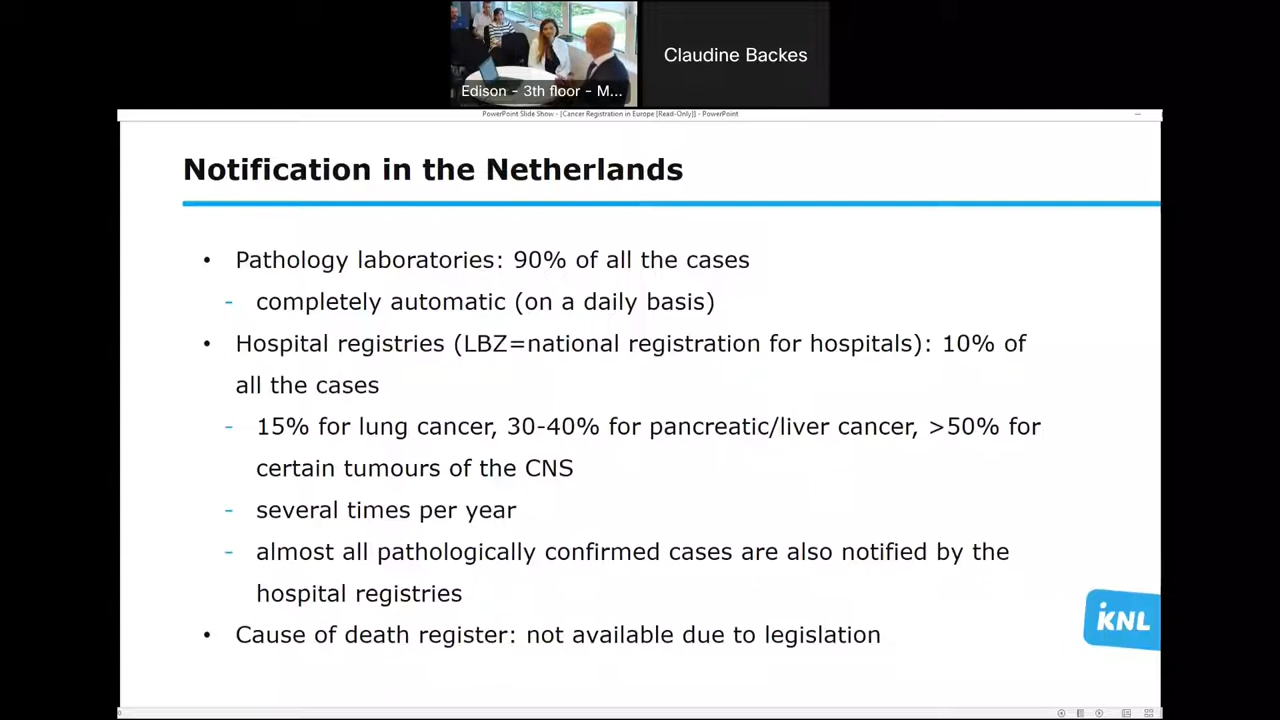 Claudine Backes
Edison - 3th floor - M...
PowerPoint Slide Show - [Cancer Registration in Europe [Read-Only]] - PowerPoint
Notification in the Netherlands
• Pathology laboratories: 90% of all the cases
- completely automatic (on a daily basis)
• Hospital registries (LBZ=national registration for hospitals): 10% of
all the cases
- 15% for lung cancer, 30-40% for pancreatic/liver cancer, >50% for
certain tumours of the CNS
- several times per year
- almost all pathologically confirmed cases are also notified by the
hospital registries
• Cause of death register: not available due to legislation
iKNL